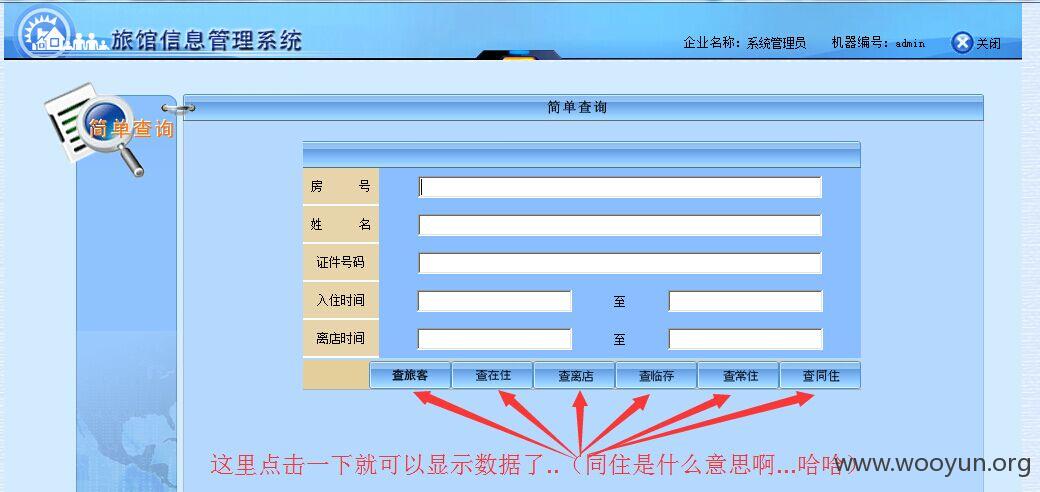 旅馆信息管理系统
企业名称：系统管理员 机器编号：admin 关闭
简单查询
简单查询
房 号
姓 名
证件号码
入住时间 至
离店时间 至
查旅客 查在住 查离店 查临存 查常住 查同住
这里点击一下就可以显示数据了..（同住是什么意思啊...哈哈）
www.wooyun.org